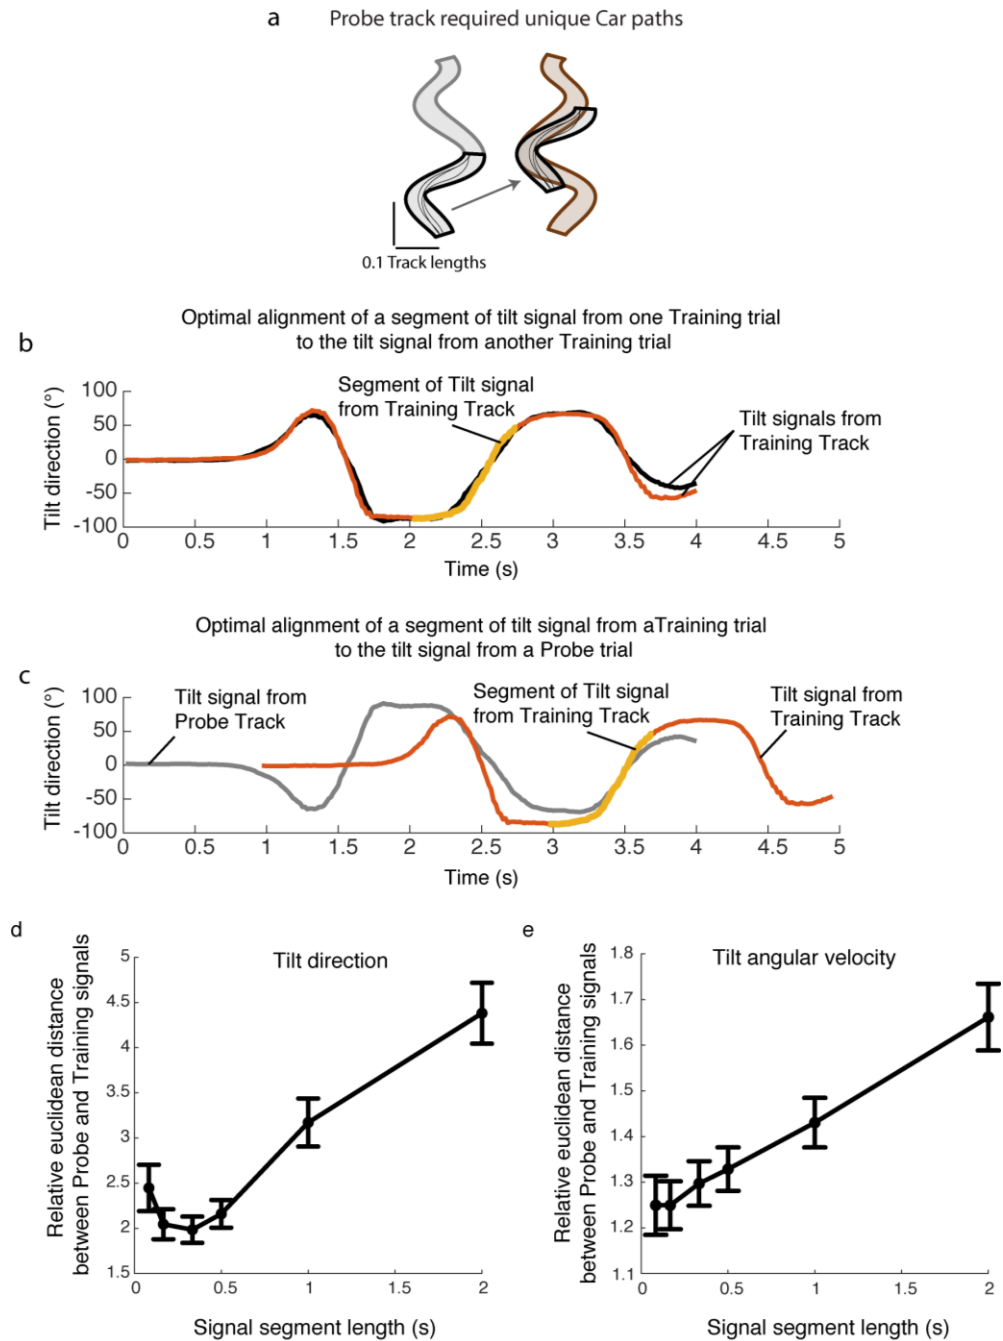 a
Probe track required unique Car paths
0.1 Track lengths
Optimal alignment of a segment of tilt signal from one Training trial
to the tilt signal from another Training trial
b
Tilt direction (°)
100
50
0
-50
-100
Segment of Tilt signal
from Training Track
Tilt signals from
Training Track
0 0.5 1 1.5 2 2.5 3 3.5 4 4.5 5
Time (s)
Optimal alignment of a segment of tilt signal from aTraining trial
to the tilt signal from a Probe trial
c
Tilt direction (°)
100
50
0
-50
-100
Tilt signal from
Probe Track
Segment of Tilt signal
from Training Track
Tilt signal from
Training Track
0 0.5 1 1.5 2 2.5 3 3.5 4 4.5 5
Time (s)
d
Relative euclidean distance
between Probe and Training signals
Tilt direction
5
4.5
4
3.5
3
2.5
2
1.5
0 0.5 1 2
Signal segment length (s)
e
Relative euclidean distance
between Probe and Training signals
Tilt angular velocity
1.8
1.7
1.6
1.5
1.4
1.3
1.2
1.1
0 0.5 1 2
Signal segment length (s)